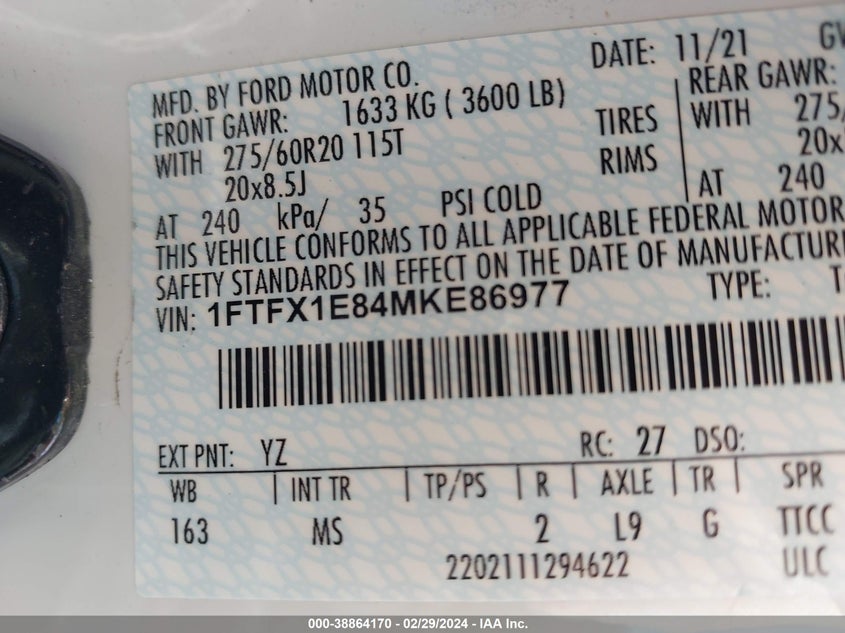 MFD. BY FORD MOTOR CO.
DATE: 11/21
FRONT GAWR: 1633 KG ( 3600 LB)
REAR GAWR:
WITH 275/60R20 115T TIRES
WITH
20x8.5J RIMS
AT 240 kPa/ 35 PSI COLD
AT 240
THIS VEHICLE CONFORMS TO ALL APPLICABLE FEDERAL MOTOR
SAFETY STANDARDS IN EFFECT ON THE DATE OF
VIN: 1FTFX1E84MKE86977 TYPE:
EXT PNT: YZ RC: 27 DSO:
WB INT TR TP/PS R AXLE TR SPR
163 MS 2 L9 G TTCC
2202111294622 ULC
000-38864170 - 02/29/2024 - IAA Inc.